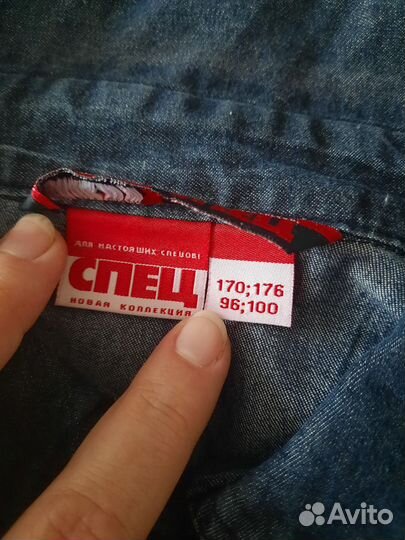 ДЛЯ НАСТОЯЩИХ СПЕЦОВ!
СПЕЦ
НОВАЯ КОЛЛЕКЦИЯ
170;176
96;100
Avito